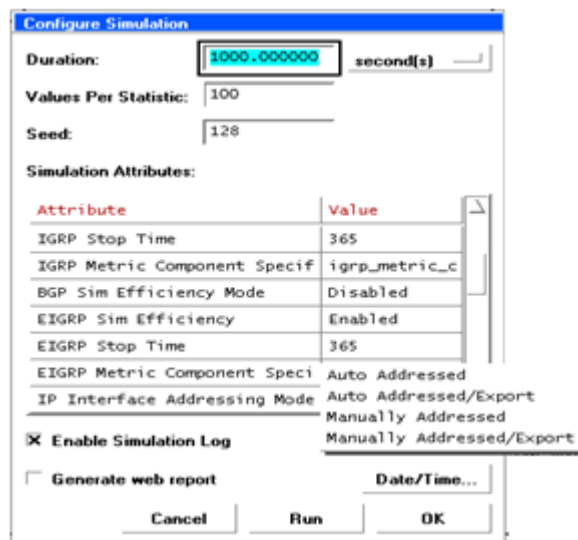 Configure Simulation
Duration: 1000.000000 second(s)
Values Per Statistic: 100
Seed: 128
Simulation Attributes:
Attribute Value
IGRP Stop Time 365
IGRP Metric Component Specif igrp_metric_c
BGP Sim Efficiency Mode Disabled
EIGRP Sim Efficiency Enabled
EIGRP Stop Time 365
EIGRP Metric Component Speci
IP Interface Addressing Mode
Auto Addressed
Auto Addressed/Export
Manually Addressed
Manually Addressed/Export
Enable Simulation Log
Generate web report
Date/Time...
Cancel Run OK